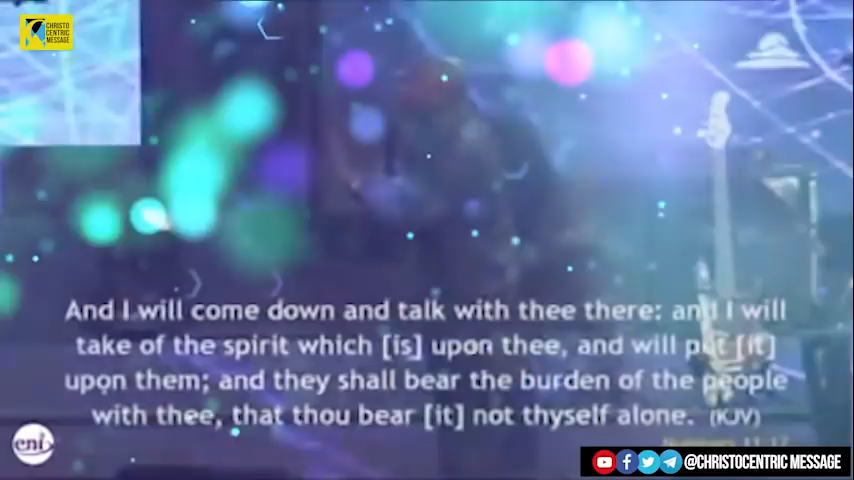 CHRISTO
CENTRIC
MESSAGE
And I will come down and talk with thee there: and I will
take of the spirit which [is] upon thee, and will put [it]
upon them; and they shall bear the burden of the people
with thee, that thou bear [it] not thyself alone. (KJV)
eni
@CHRISTOCENTRIC MESSAGE